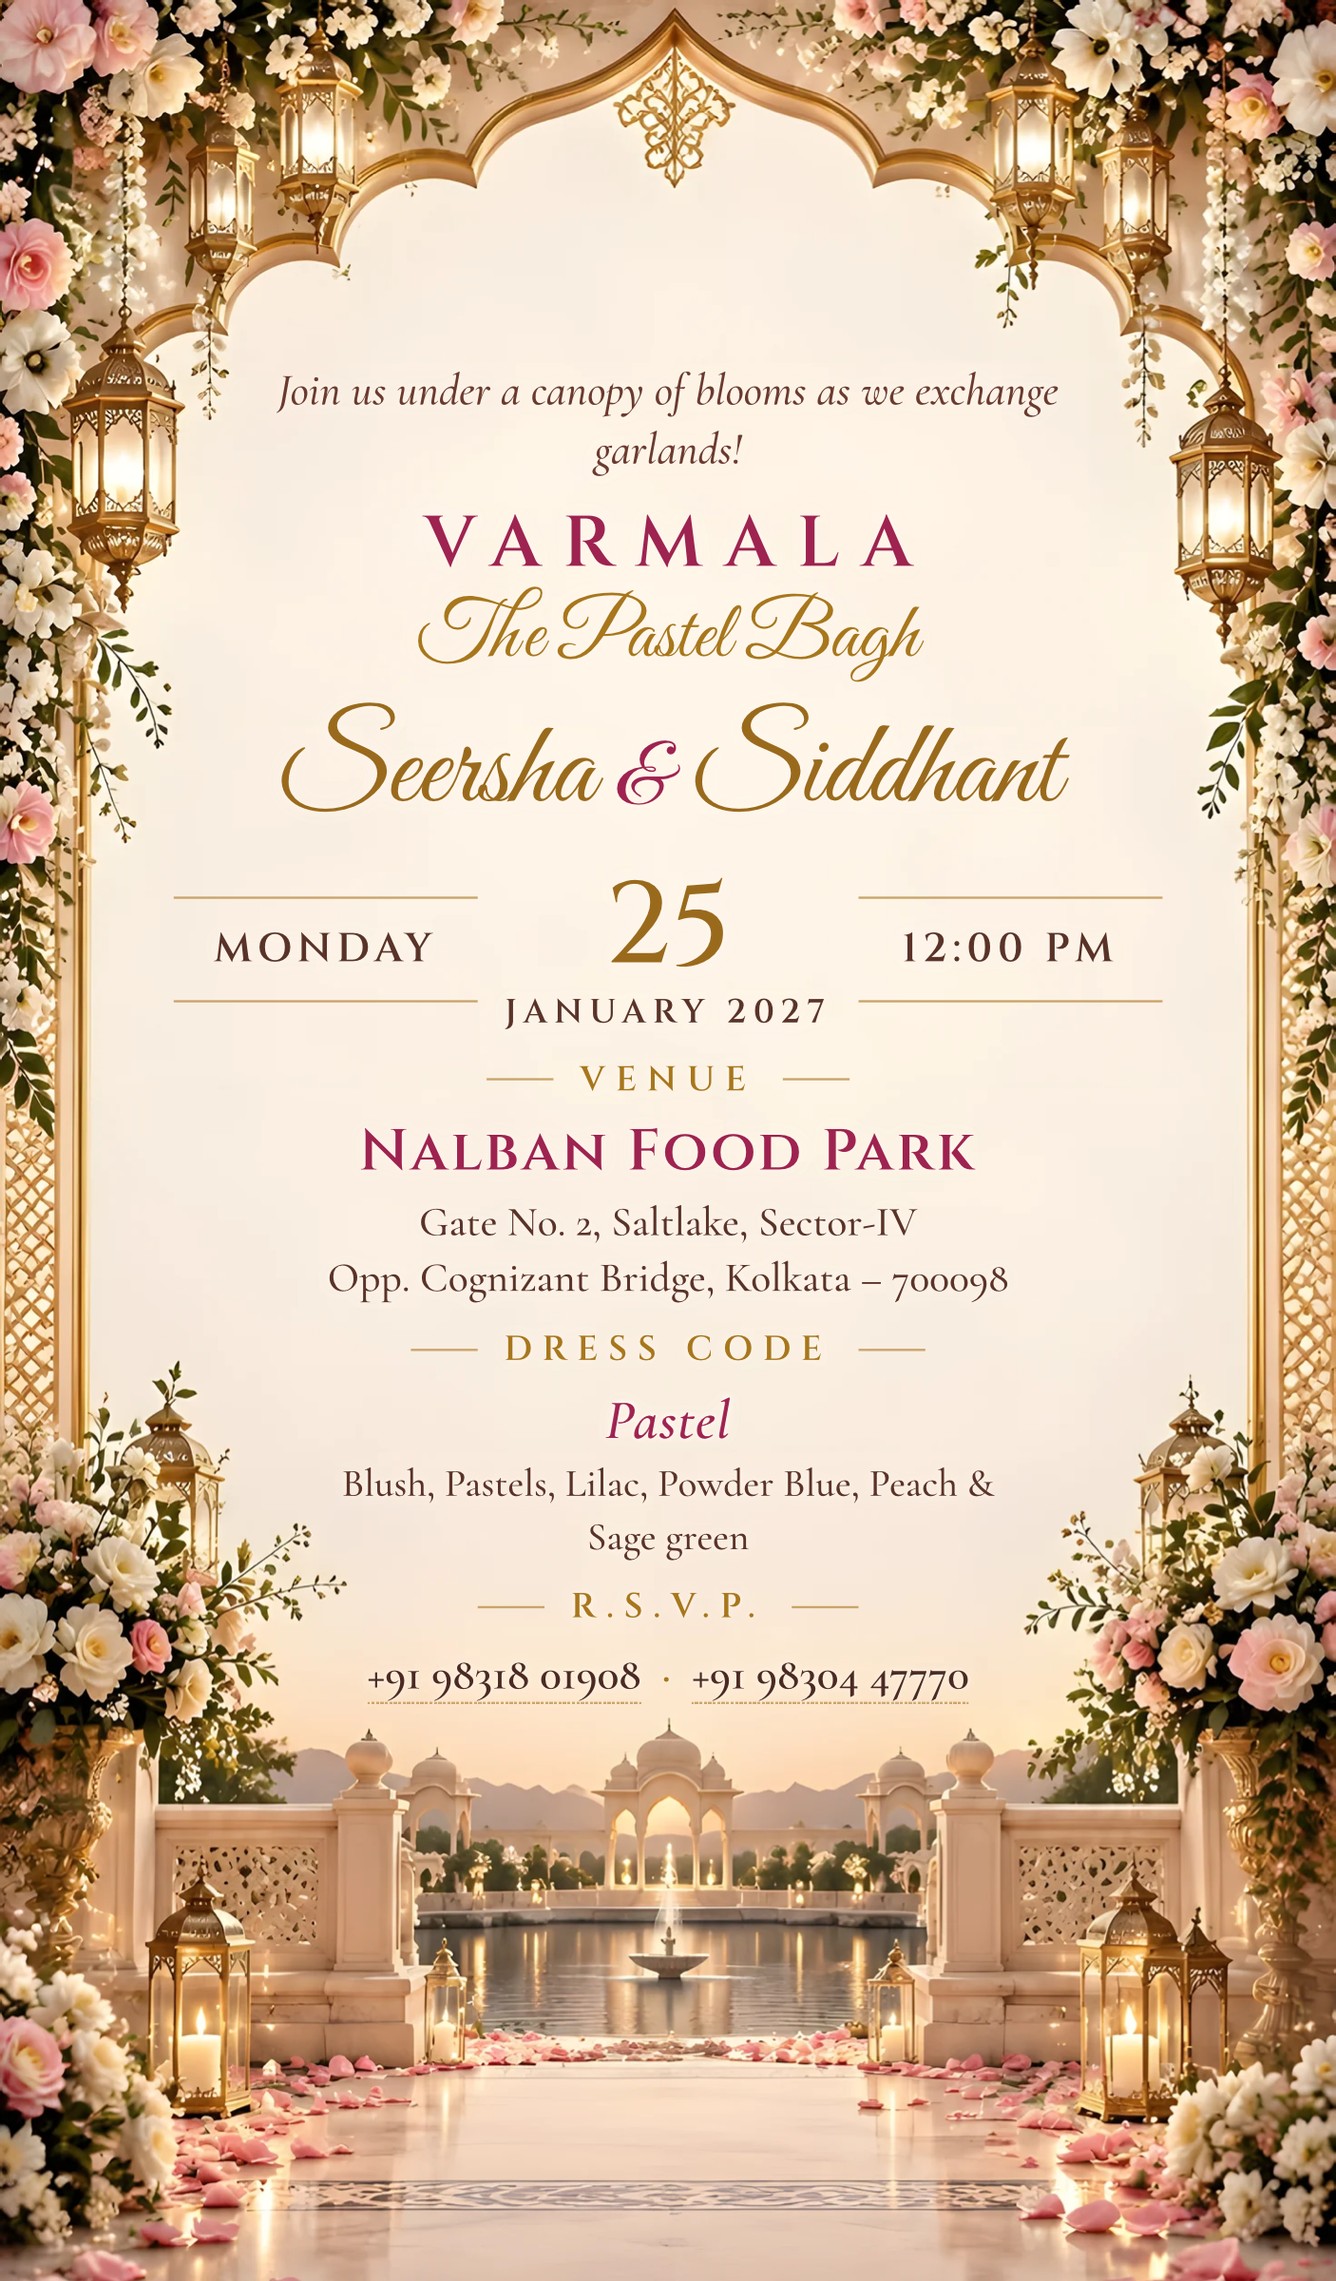 Join us under a canopy of blooms as we exchange
garlands!
VARMALA
The Pastel Bagh
Seersha & Siddhant
MONDAY
25
JANUARY 2027
12:00 PM
VENUE
Nalban Food Park
Gate No. 2, Saltlake, Sector-IV
Opp. Cognizant Bridge, Kolkata – 700098
DRESS CODE
Pastel
Blush, Pastels, Lilac, Powder Blue, Peach &
Sage green
R.S.V.P.
+91 98318 01908 · +91 98304 47770